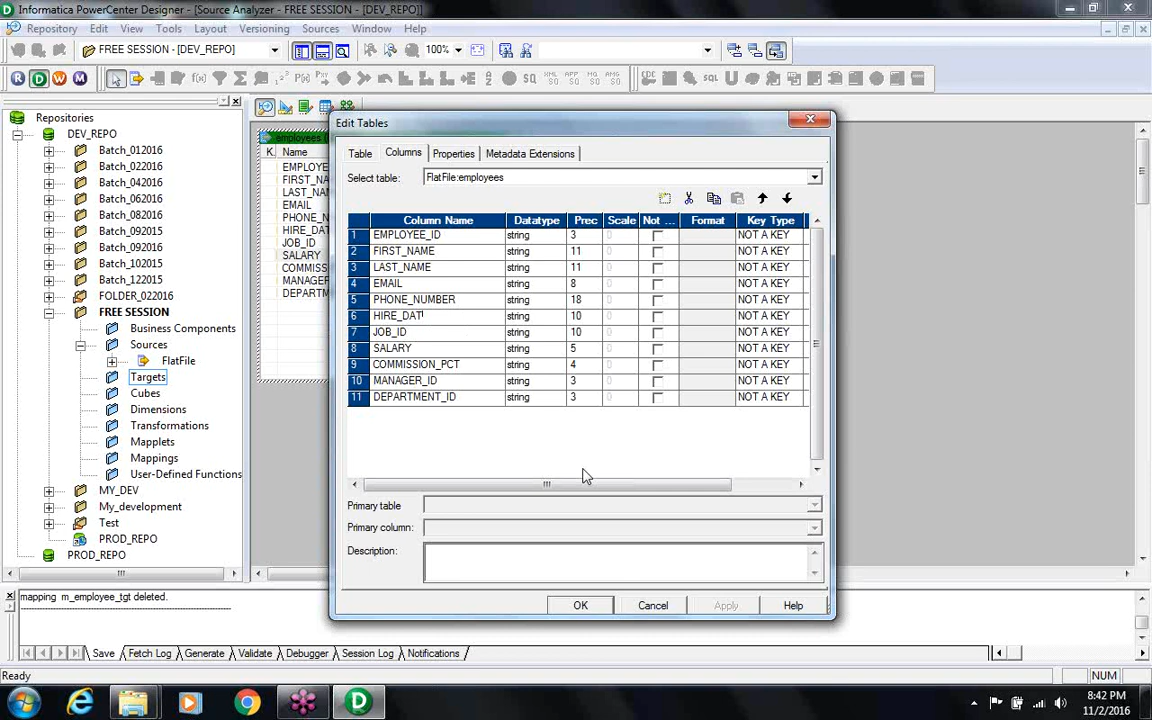 Informatica PowerCenter Designer - [Source Analyzer - FREE SESSION - [DEV_REPO]]
Repository Edit View Tools Layout Versioning Sources Window Help
FREE SESSION - [DEV_REPO]
100%
Repositories
DEV_REPO
Batch_012016
Batch_022016
Batch_042016
Batch_062016
Batch_082016
Batch_091015
Batch_092016
Batch_102015
Batch_122015
FOLDER_022016
FREE SESSION
Business Components
Sources
FlatFile
Targets
Cubes
Dimensions
Transformations
Mapplets
Mappings
User-Defined Functions
MY_DEV
My_development
Test
PROD_REPO
PROD_REPO
employees
K. Name
EMPLOYE
FIRST_NA
LAST_NA
EMAIL
PHONE_N
HIRE_DA
JOB_ID
SALARY
COMMISS
MANAGER
DEPARTM
Edit Tables
Table Columns Properties Metadata Extensions
Select table: FlatFile:employees
Column Name Datatype Prec Scale Not ... Format Key Type
1 EMPLOYEE_ID string 3 0 NOT A KEY
2 FIRST_NAME string 11 0 NOT A KEY
3 LAST_NAME string 11 0 NOT A KEY
4 EMAIL string 8 0 NOT A KEY
5 PHONE_NUMBER string 18 0 NOT A KEY
6 HIRE_DAT string 10 0 NOT A KEY
7 JOB_ID string 10 0 NOT A KEY
8 SALARY string 5 0 NOT A KEY
9 COMMISSION_PCT string 4 0 NOT A KEY
10 MANAGER_ID string 3 0 NOT A KEY
11 DEPARTMENT_ID string 3 0 NOT A KEY
Primary table
Primary column:
Description:
OK Cancel Apply Help
mapping m_employee_tgt deleted.
Save Fetch Log Generate Validate Debugger Session Log Notifications
Ready
NUM
8:42 PM
11/2/2016